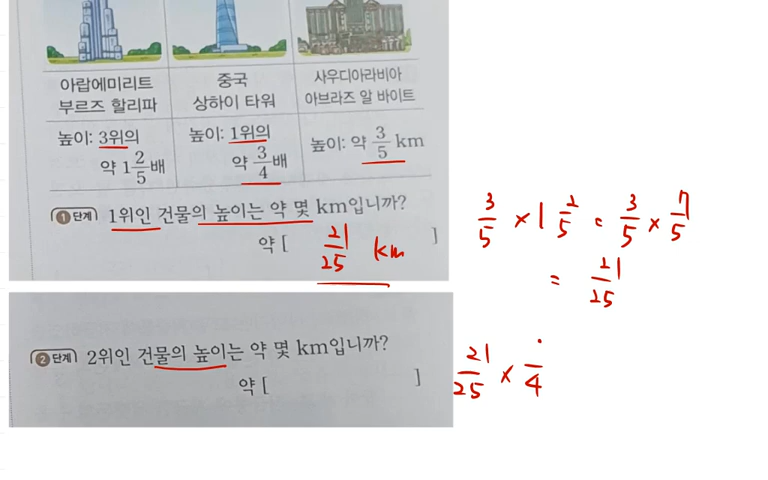 아랍에미리트
부르즈 할리파
중국
상하이 타워
사우디아라비아
아브라즈 알 바이트
높이: 3위의
약 1 2/5 배
높이: 1위의
약 3/4 배
높이: 약 3/5 km
1단계 1위인 건물의 높이는 약 몇 km입니까?
약 [ 21/25 km ]
3/5 × 1 2/5 = 3/5 × 7/5
= 21/25
2단계 2위인 건물의 높이는 약 몇 km입니까?
약 [ ]
21/25 × /4